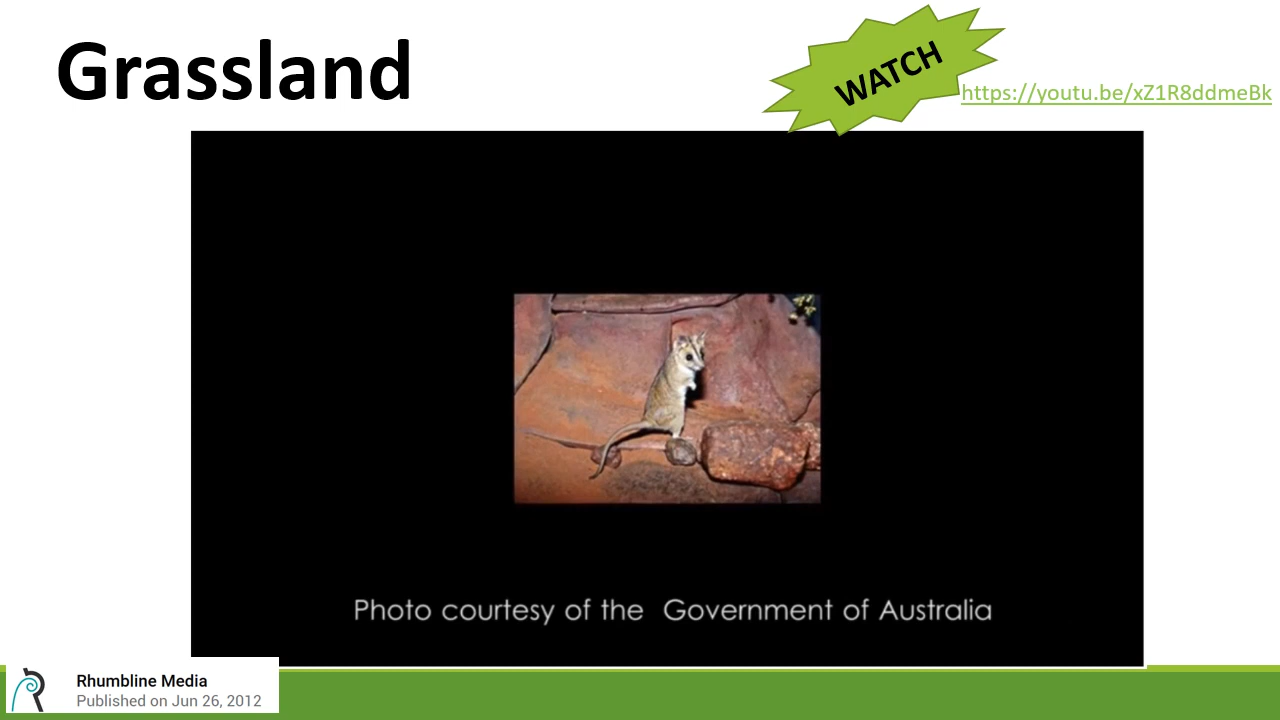 Grassland
WATCH
https://youtu.be/xZ1R8ddmeBk
Photo courtesy of the  Government of Australia
Rhumbline Media
Published on Jun 26, 2012